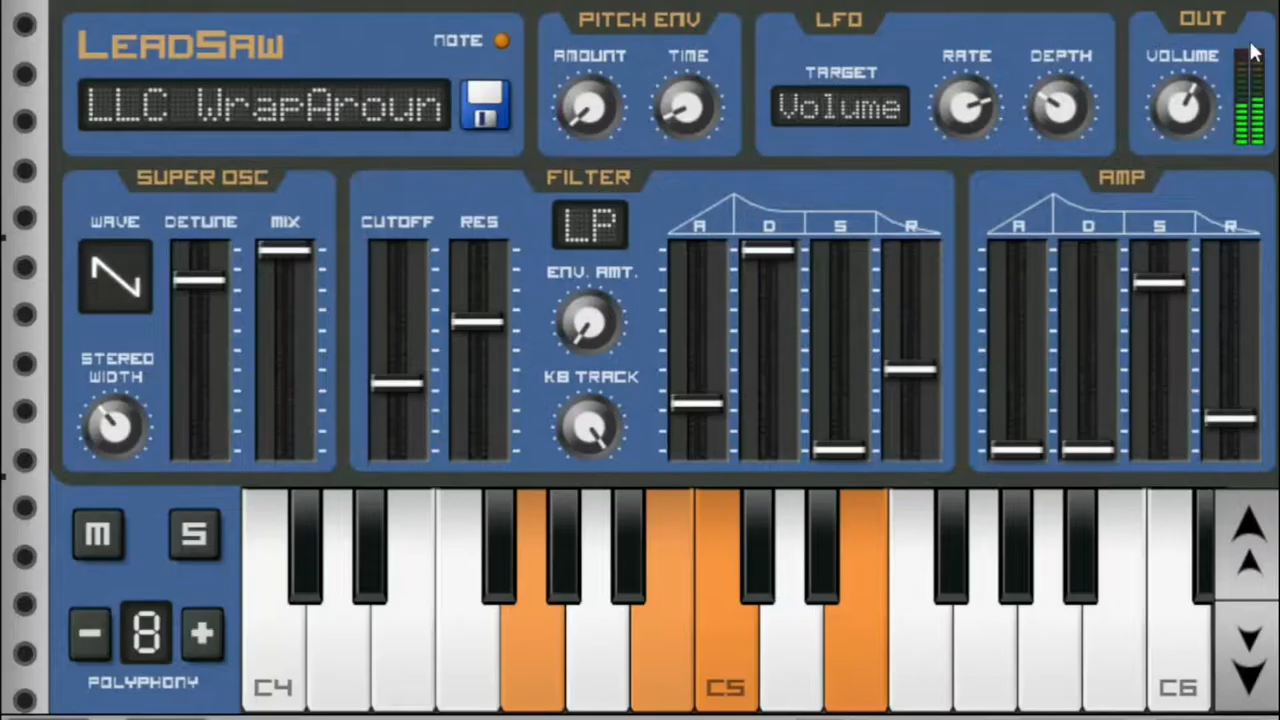 LEADSAW
NOTE
LLC WrapAroun
PITCH ENV
AMOUNT TIME
LFO
TARGET
Volume
RATE DEPTH
OUT
VOLUME
SUPER OSC
WAVE DETUNE MIX
STEREO
WIDTH
FILTER
CUTOFF RES
LP
ENV. AMT.
KB TRACK
A D S R
AMP
A D S R
M S
- 8 +
POLYPHONY
C4 C5 C6